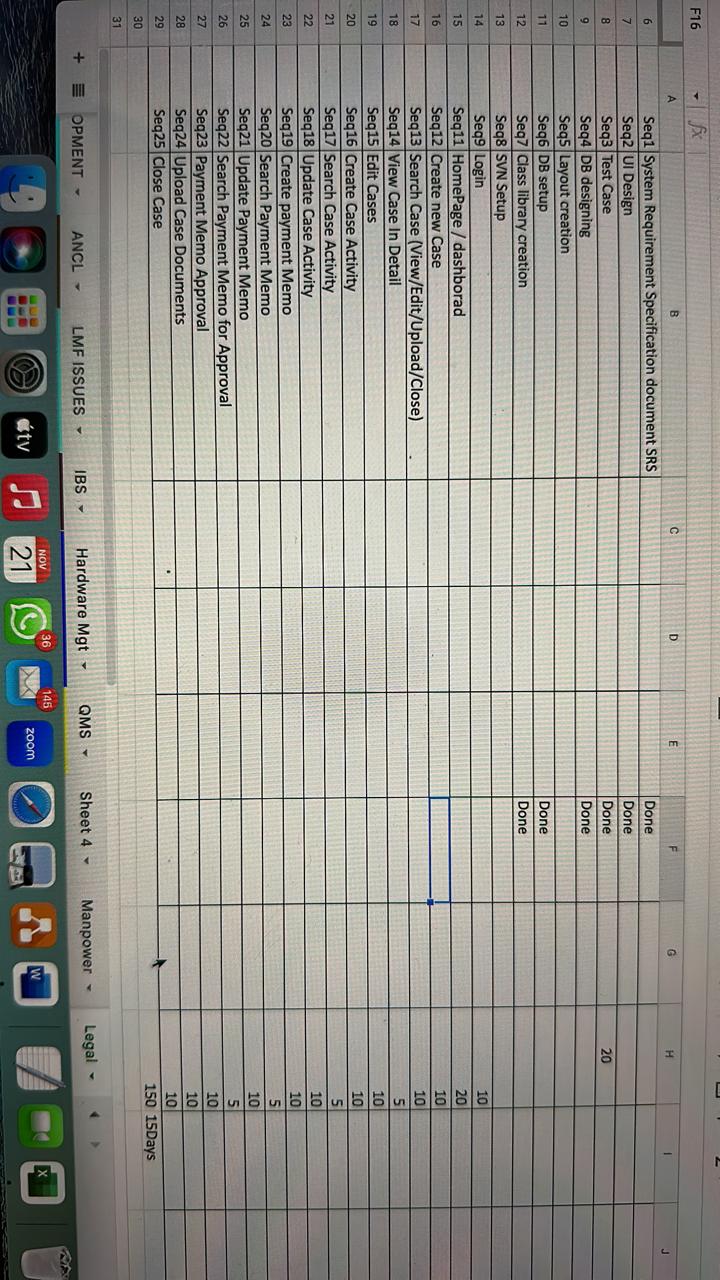 F16 fx
A B C D E F G H I J
6 Seq1 System Requirement Specification document SRS Done
7 Seq2 UI Design Done
8 Seq3 Test Case Done 20
9 Seq4 DB designing Done
10 Seq5 Layout creation
11 Seq6 DB setup Done
12 Seq7 Class library creation Done
13 Seq8 SVN Setup
14 Seq9 Login 10
15 Seq11 HomePage / dashborad 20
16 Seq12 Create new Case 10
17 Seq13 Search Case (View/Edit/Upload/Close) 10
18 Seq14 View Case In Detail 5
19 Seq15 Edit Cases 10
20 Seq16 Create Case Activity 10
21 Seq17 Search Case Activity 5
22 Seq18 Update Case Activity 10
23 Seq19 Create payment Memo 10
24 Seq20 Search Payment Memo 5
25 Seq21 Update Payment Memo 10
26 Seq22 Search Payment Memo for Approval 5
27 Seq23 Payment Memo Approval 10
28 Seq24 Upload Case Documents 10
29 Seq25 Close Case 10
30 150 15Days
31
OPMENT ANCL LMF ISSUES IBS Hardware Mgt QMS Sheet 4 Manpower Legal
tv NOV 21 36 145 zoom W X